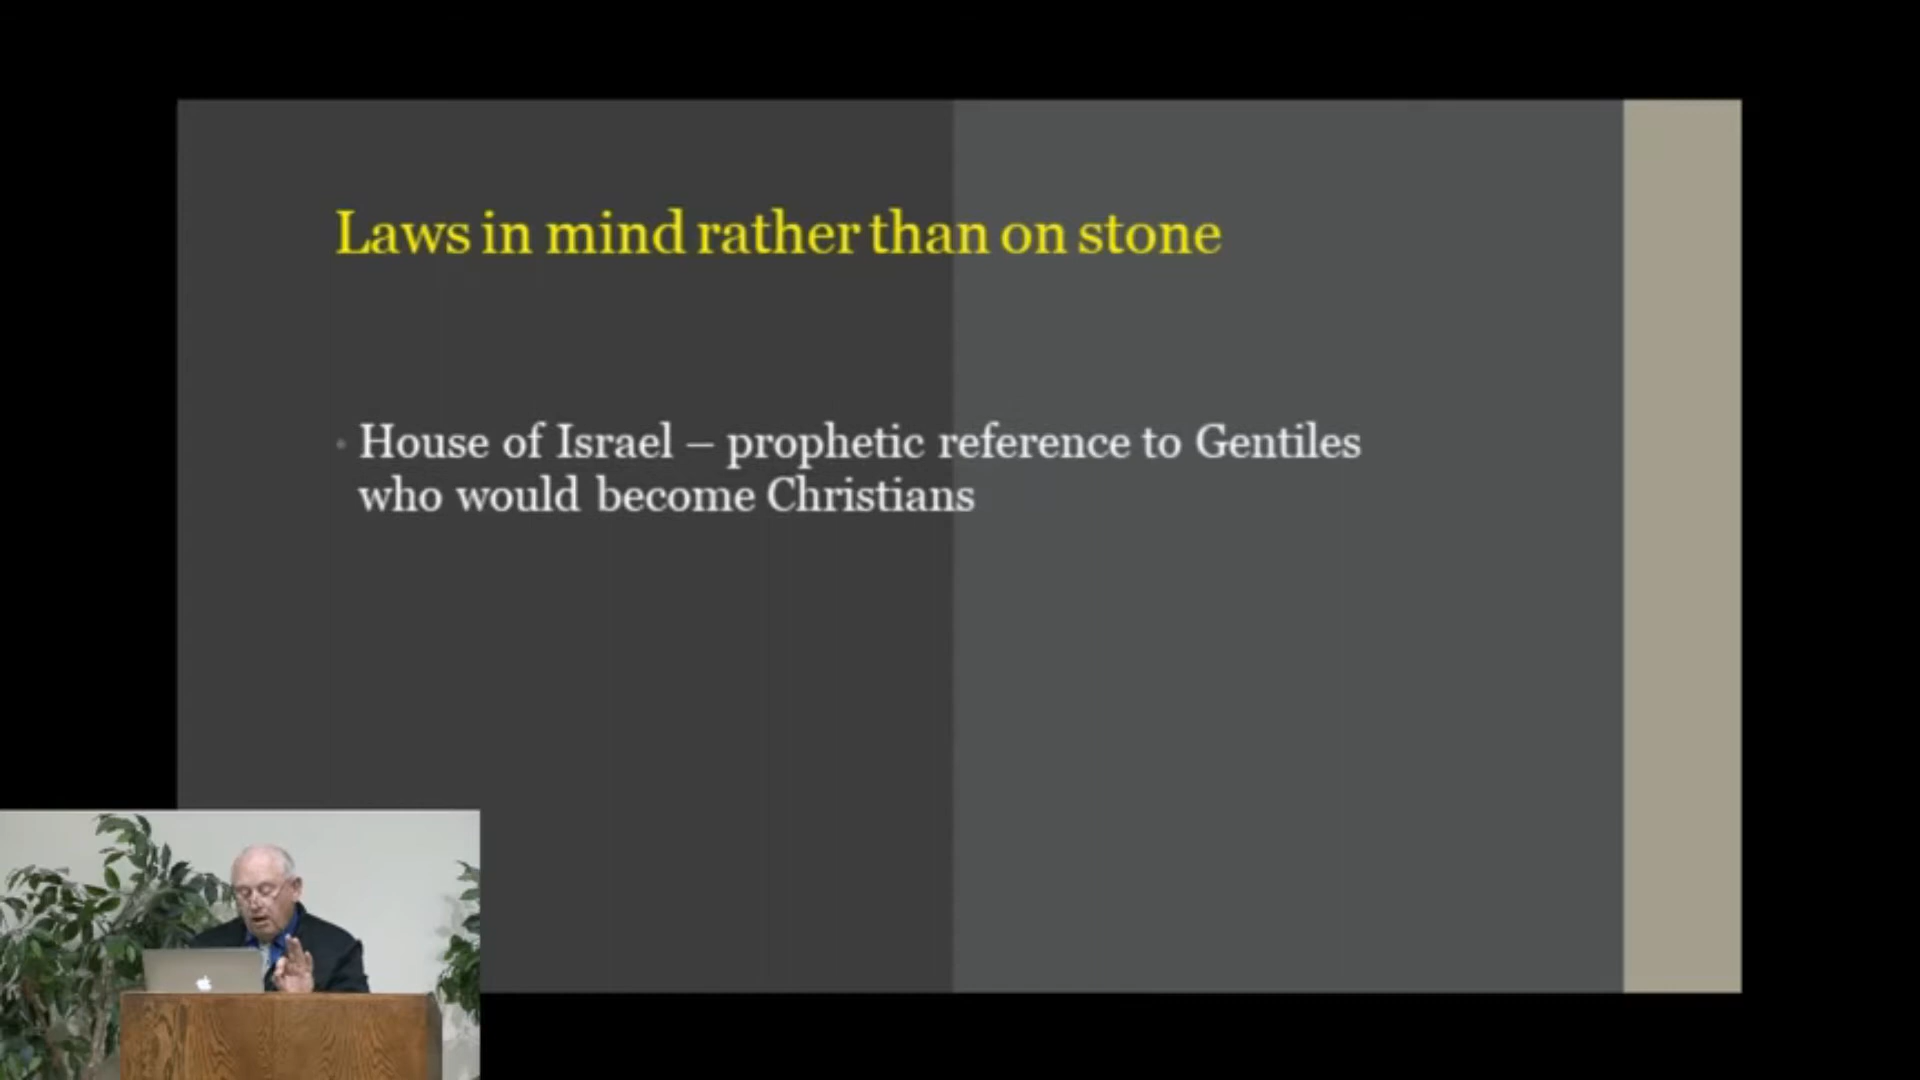 Laws in mind rather than on stone
• House of Israel – prophetic reference to Gentiles
who would become Christians